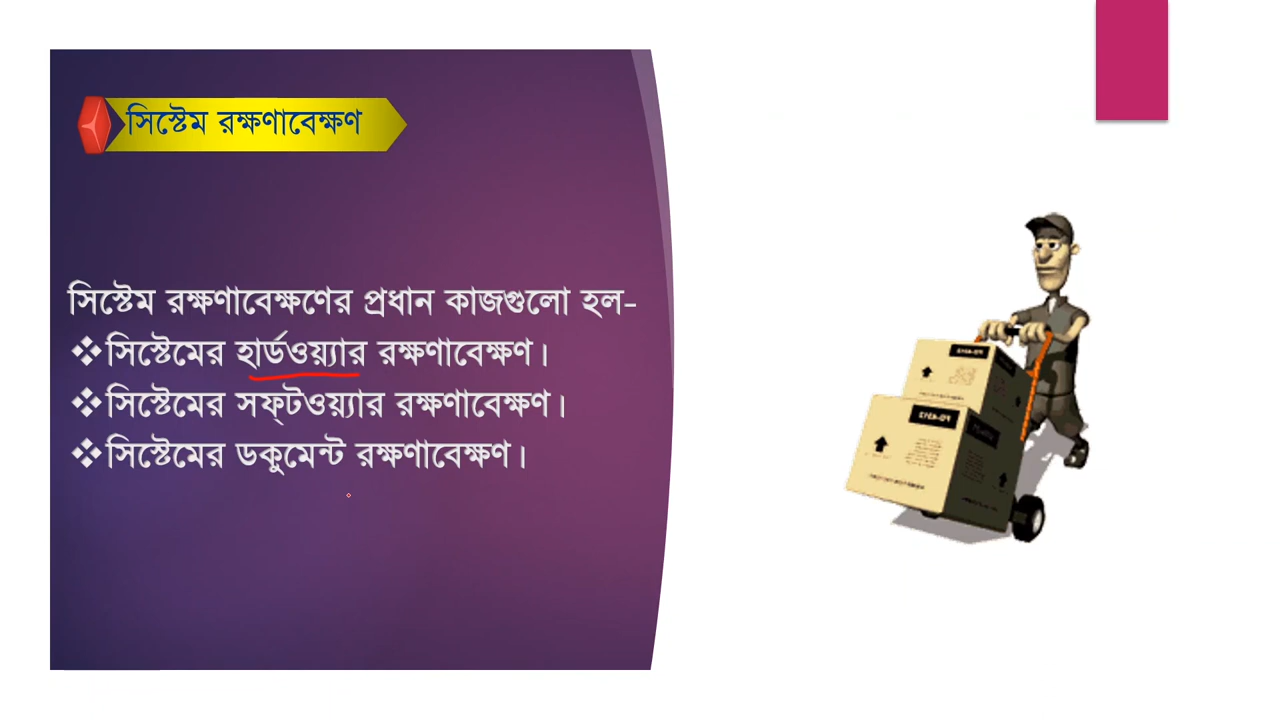 সিস্টেম রক্ষণাবেক্ষণ
সিস্টেম রক্ষণাবেক্ষণের প্রধান কাজগুলো হল-
❖সিস্টেমের হার্ডওয়্যার রক্ষণাবেক্ষণ।
❖সিস্টেমের সফ্‌টওয়্যার রক্ষণাবেক্ষণ।
❖সিস্টেমের ডকুমেন্ট রক্ষণাবেক্ষণ।